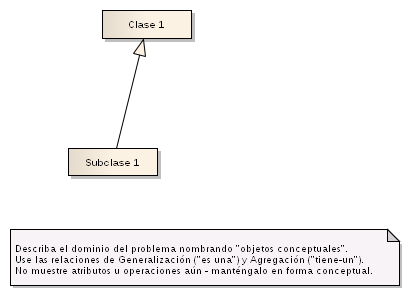 Clase 1
Subclase 1
Describa el dominio del problema nombrando "objetos conceptuales".
Use las relaciones de Generalización ("es una") y Agregación ("tiene-un").
No muestre atributos u operaciones aún - manténgalo en forma conceptual.